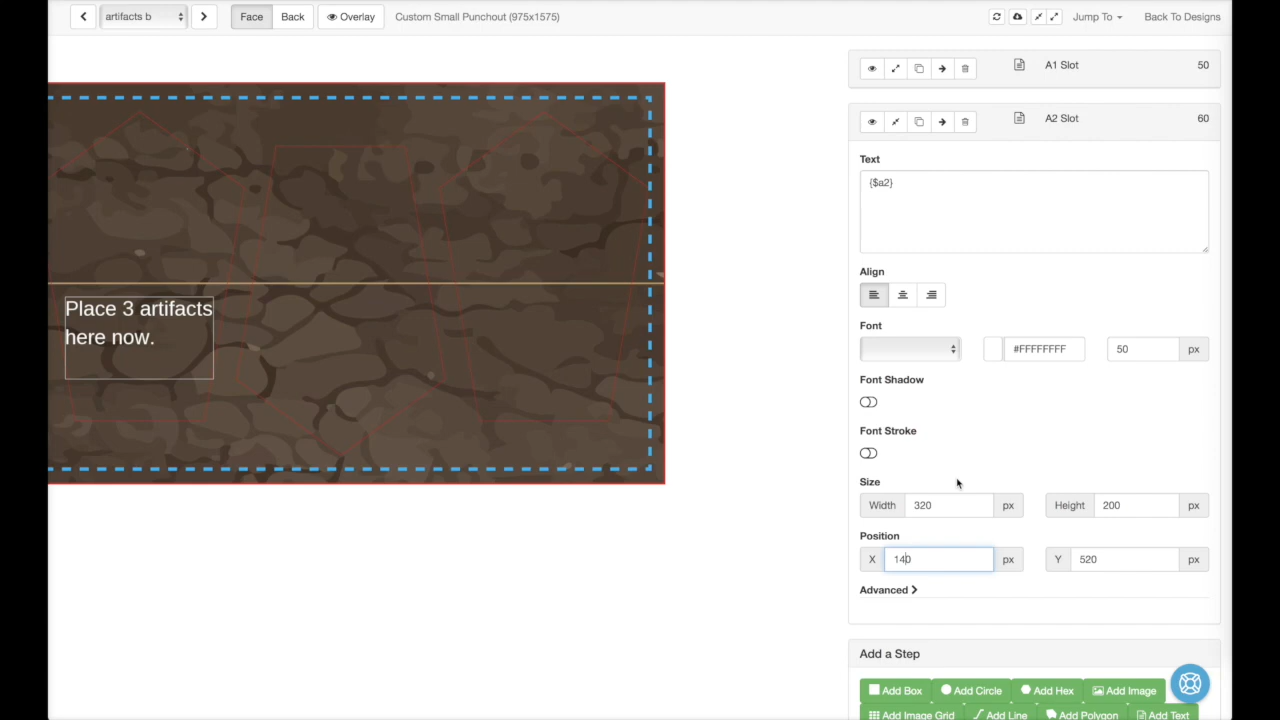 artifacts b
Face
Back
Overlay
Custom Small Punchout (975x1575)
Jump To
Back To Designs
A1 Slot
50
A2 Slot
60
Text
{$a2}
Align
Font
#FFFFFFFF
50
px
Font Shadow
Font Stroke
Size
Width
320
px
Height
200
px
Position
X
140
px
Y
520
px
Advanced
Place 3 artifacts
here now.
Add a Step
Add Box
Add Circle
Add Hex
Add Image
Add Image Grid
Add Line
Add Polygon
Add Text